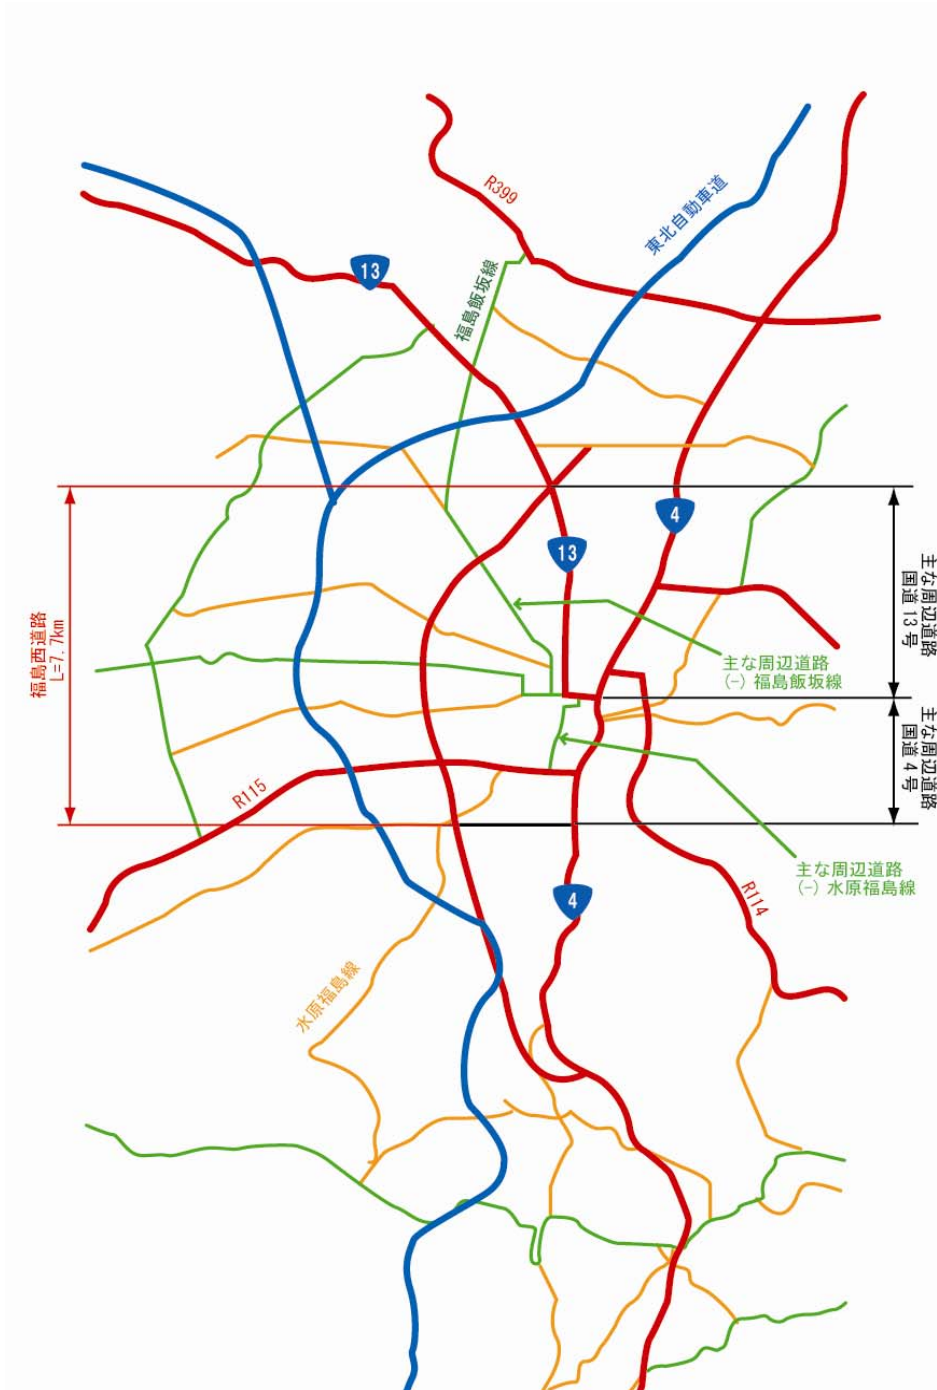 R399
東北自動車道
13
福島飯坂線
4
13
主な周辺道路
国道13号
福島西道路
L=7.7km
主な周辺道路
(-) 福島飯坂線
主な周辺道路
国道4号
R115
主な周辺道路
(-) 水原福島線
4
R114
水原福島線